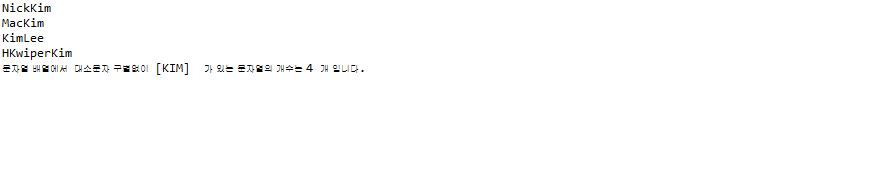 NickKim
MacKim
KimLee
HKwiperKim
문자열 배열에서 대소문자 구별없이 [KIM] 가 있는 문자열의 개수는 4 개 입니다.